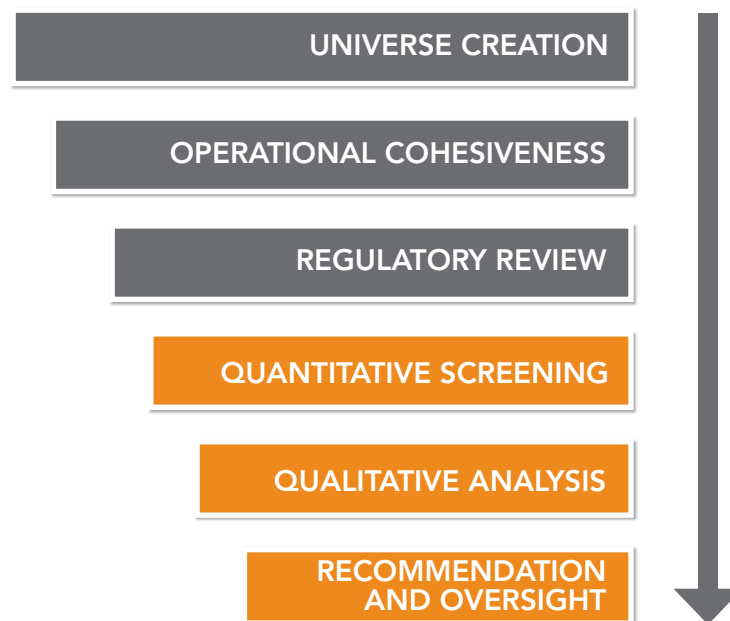 UNIVERSE CREATION
OPERATIONAL COHESIVENESS
REGULATORY REVIEW
QUANTITATIVE SCREENING
QUALITATIVE ANALYSIS
RECOMMENDATION
AND OVERSIGHT